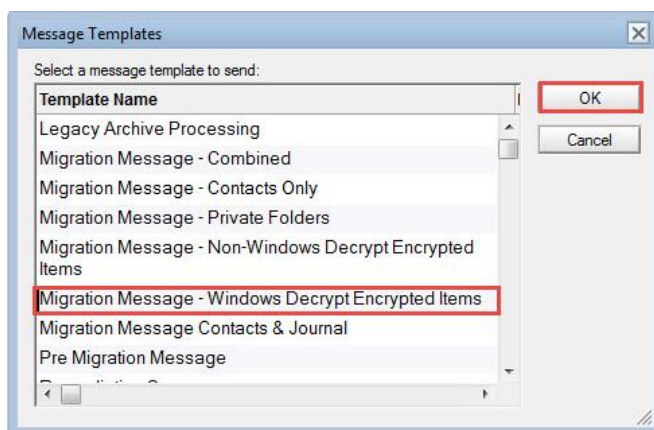 Message Templates
Select a message template to send:
Template Name
OK
Legacy Archive Processing
Cancel
Migration Message - Combined
Migration Message - Contacts Only
Migration Message - Private Folders
Migration Message - Non-Windows Decrypt Encrypted
Items
Migration Message - Windows Decrypt Encrypted Items
Migration Message Contacts & Journal
Pre Migration Message